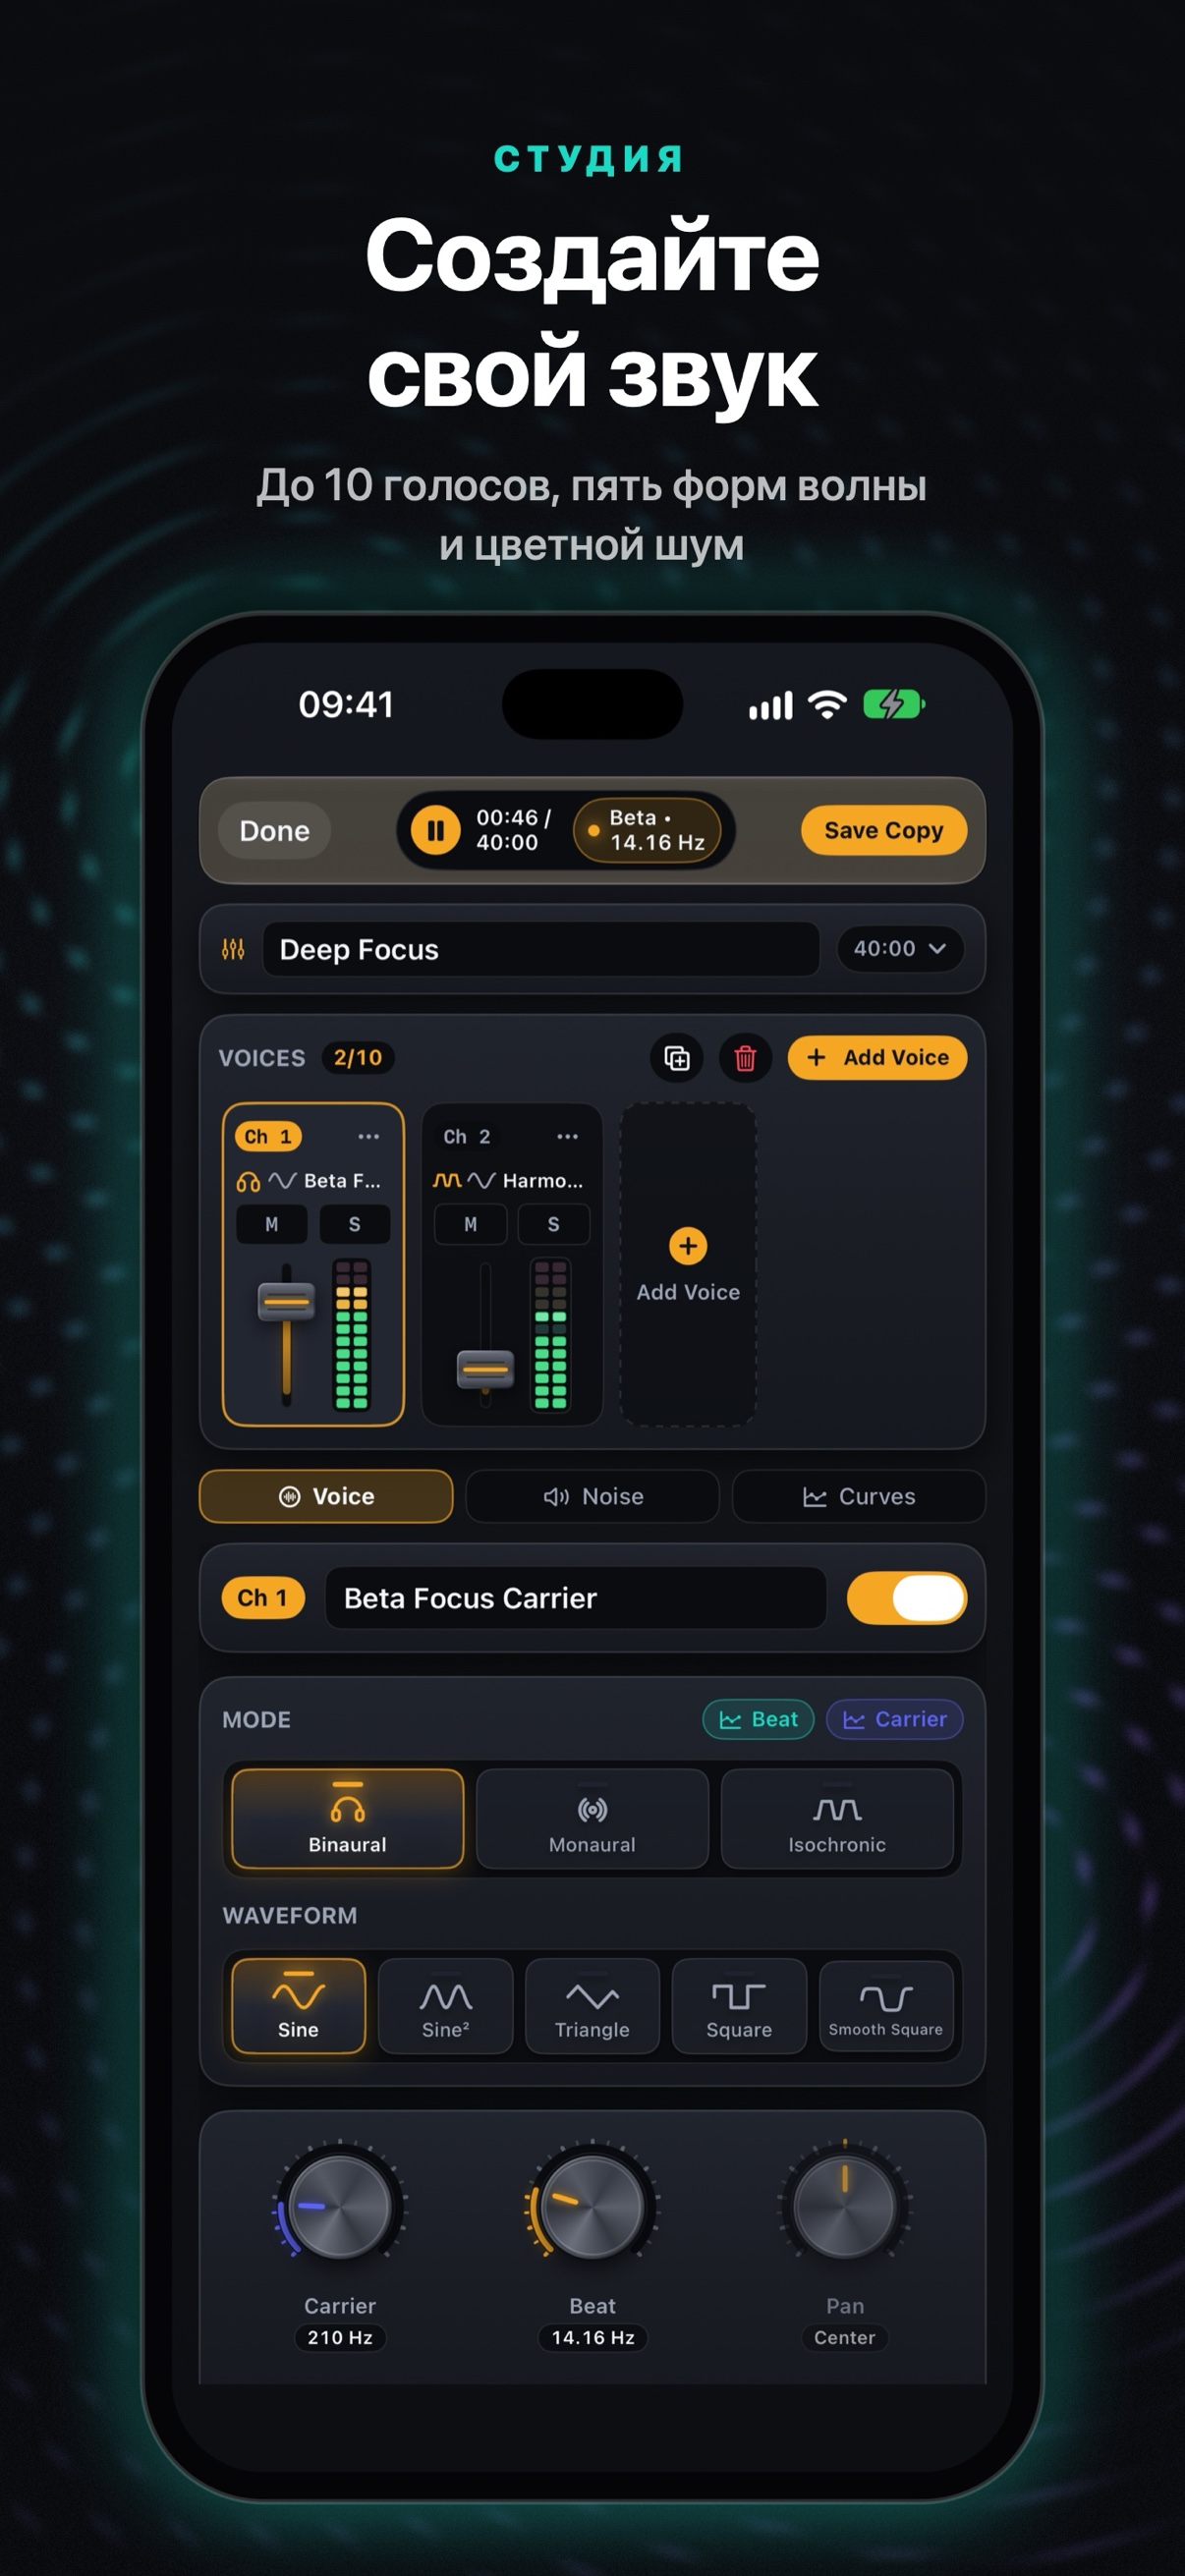 СТУДИЯ
Создайте
свой звук
До 10 голосов, пять форм волны
и цветной шум
09:41
Done
00:46 /
40:00
Beta •
14.16 Hz
Save Copy
Deep Focus
40:00
VOICES 2/10
+ Add Voice
Ch 1 ...
Ch 2 ...
Beta F...
Harmo...
M S
M S
Add Voice
Voice
Noise
Curves
Ch 1
Beta Focus Carrier
MODE
Beat
Carrier
Binaural
Monaural
Isochronic
WAVEFORM
Sine
Sine²
Triangle
Square
Smooth Square
Carrier
Beat
Pan
210 Hz
14.16 Hz
Center